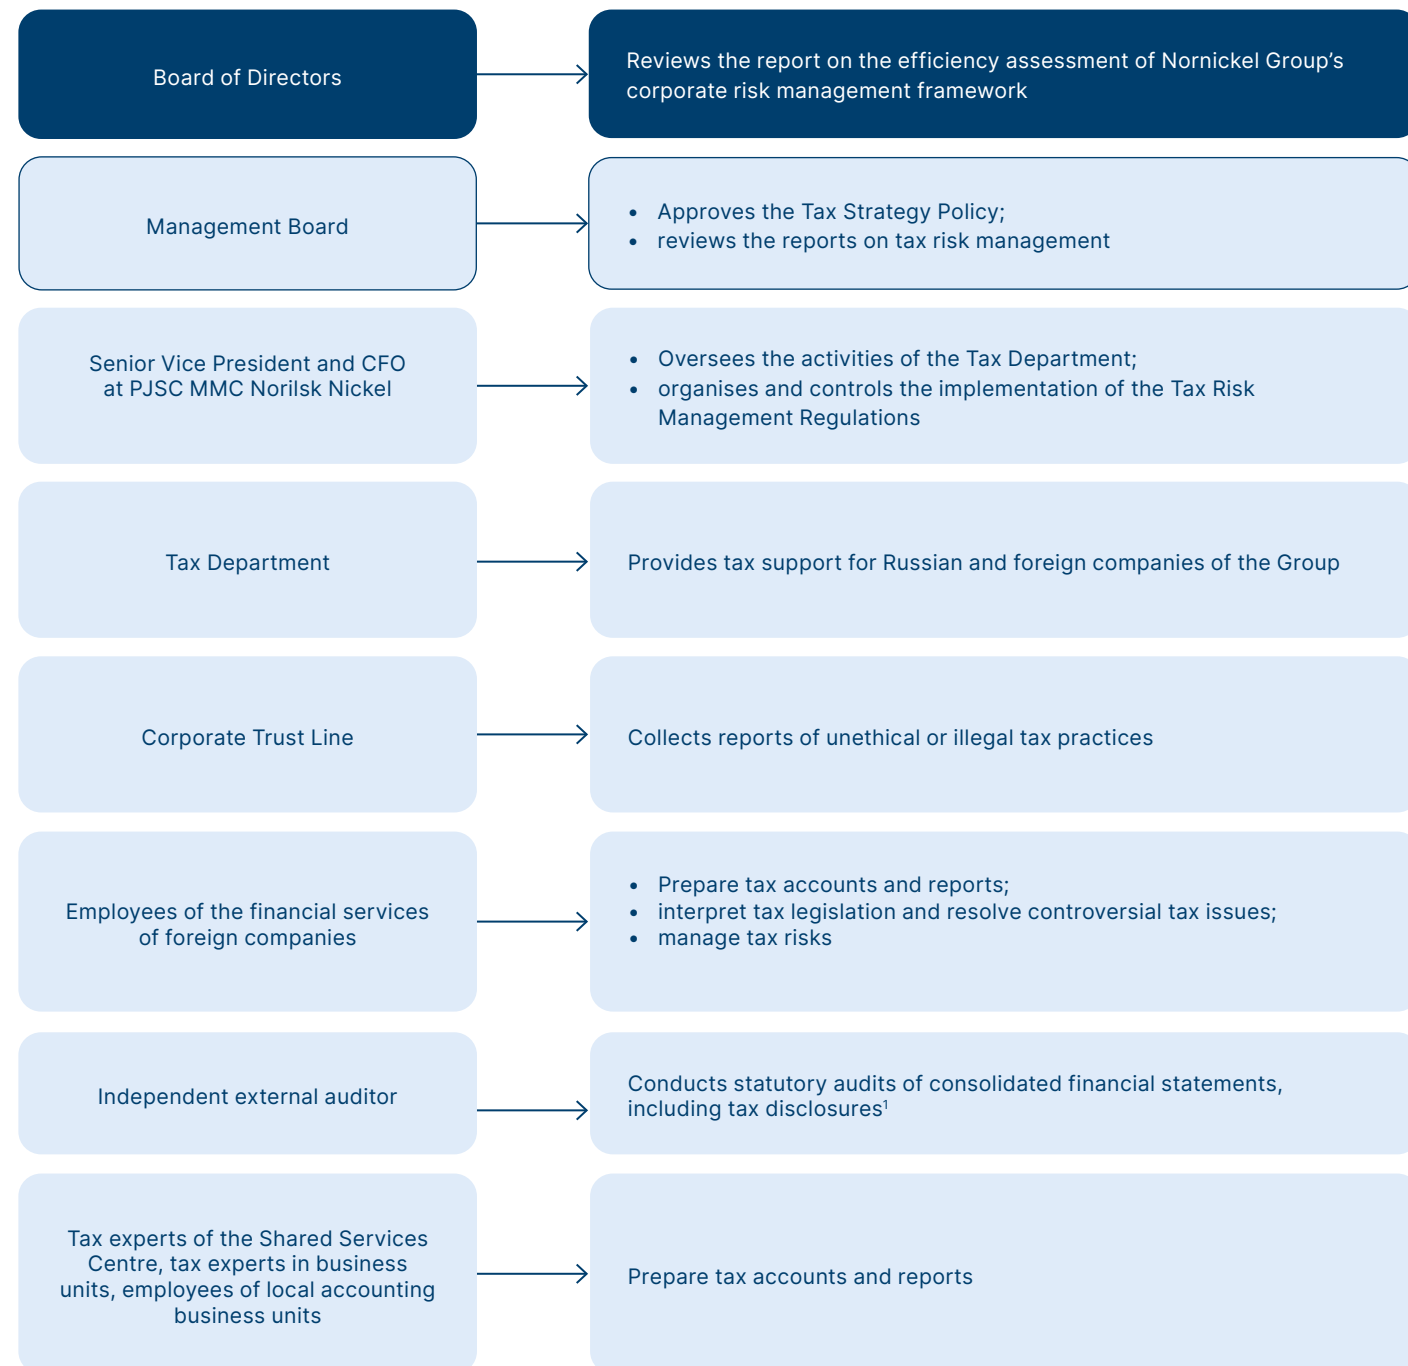 Board of Directors
Reviews the report on the efficiency assessment of Nornickel Group’s
corporate risk management framework
Management Board
• Approves the Tax Strategy Policy;
• reviews the reports on tax risk management
Senior Vice President and CFO
at PJSC MMC Norilsk Nickel
• Oversees the activities of the Tax Department;
• organises and controls the implementation of the Tax Risk
Management Regulations
Tax Department
Provides tax support for Russian and foreign companies of the Group
Corporate Trust Line
Collects reports of unethical or illegal tax practices
Employees of the financial services
of foreign companies
• Prepare tax accounts and reports;
• interpret tax legislation and resolve controversial tax issues;
• manage tax risks
Independent external auditor
Conducts statutory audits of consolidated financial statements,
including tax disclosures¹
Tax experts of the Shared Services
Centre, tax experts in business
units, employees of local accounting
business units
Prepare tax accounts and reports